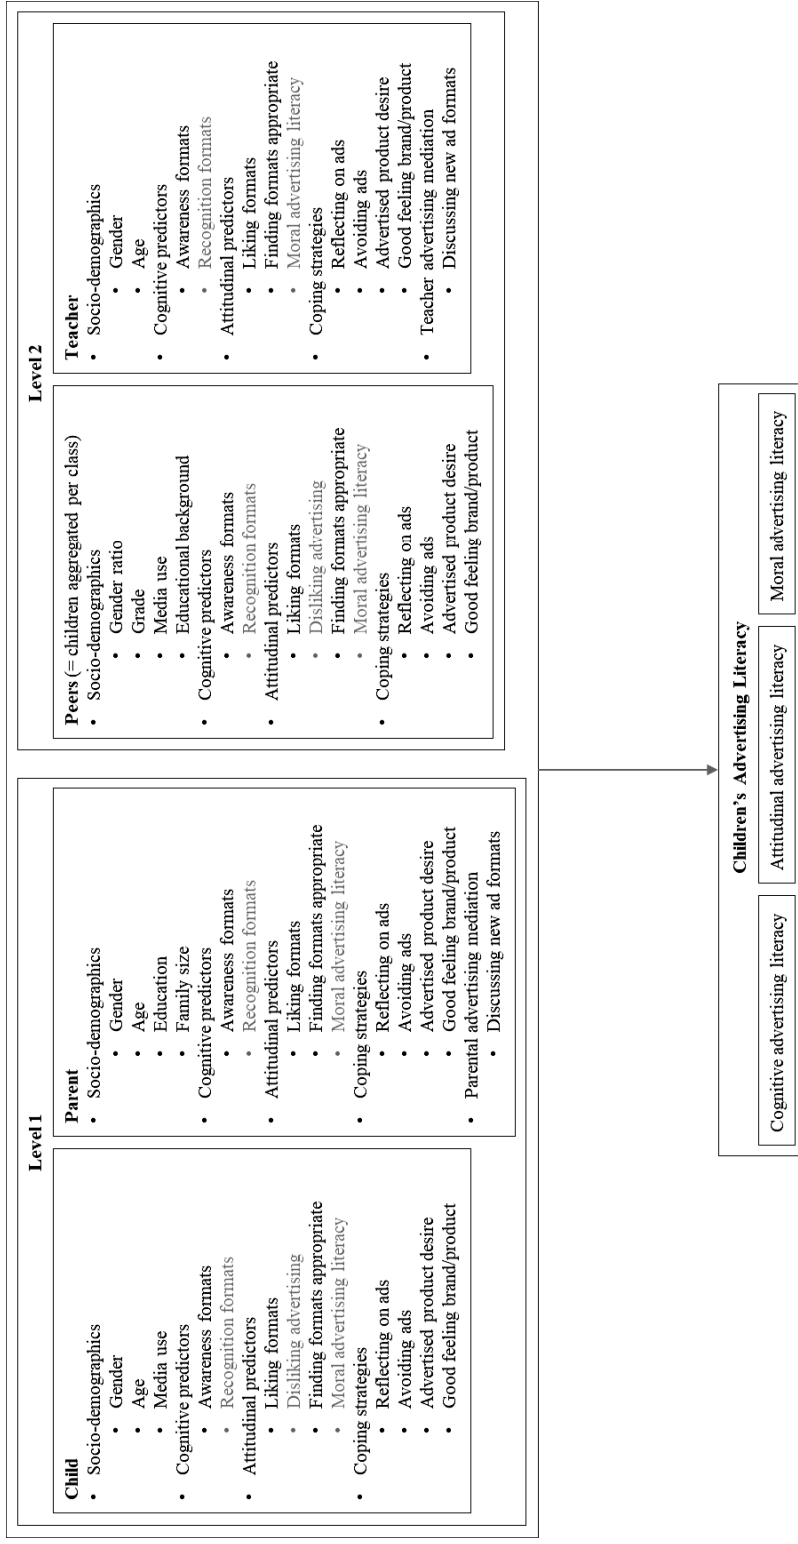 Level 1
Child
• Socio-demographics
• Gender
• Age
• Media use
• Cognitive predictors
• Awareness formats
• Recognition formats
• Attitudinal predictors
• Liking formats
• Disliking advertising
• Finding formats appropriate
• Moral advertising literacy
• Coping strategies
• Reflecting on ads
• Avoiding ads
• Advertised product desire
• Good feeling brand/product
Parent
• Socio-demographics
• Gender
• Age
• Education
• Family size
• Cognitive predictors
• Awareness formats
• Recognition formats
• Attitudinal predictors
• Liking formats
• Finding formats appropriate
• Moral advertising literacy
• Coping strategies
• Reflecting on ads
• Avoiding ads
• Advertised product desire
• Good feeling brand/product
• Parental advertising mediation
• Discussing new ad formats
Level 2
Peers (= children aggregated per class)
• Socio-demographics
• Gender ratio
• Grade
• Media use
• Educational background
• Cognitive predictors
• Awareness formats
• Recognition formats
• Attitudinal predictors
• Liking formats
• Disliking advertising
• Finding formats appropriate
• Moral advertising literacy
• Coping strategies
• Reflecting on ads
• Avoiding ads
• Advertised product desire
• Good feeling brand/product
Teacher
• Socio-demographics
• Gender
• Age
• Cognitive predictors
• Awareness formats
• Recognition formats
• Attitudinal predictors
• Liking formats
• Finding formats appropriate
• Moral advertising literacy
• Coping strategies
• Reflecting on ads
• Avoiding ads
• Advertised product desire
• Good feeling brand/product
• Teacher advertising mediation
• Discussing new ad formats
Children's Advertising Literacy
Cognitive advertising literacy
Attitudinal advertising literacy
Moral advertising literacy